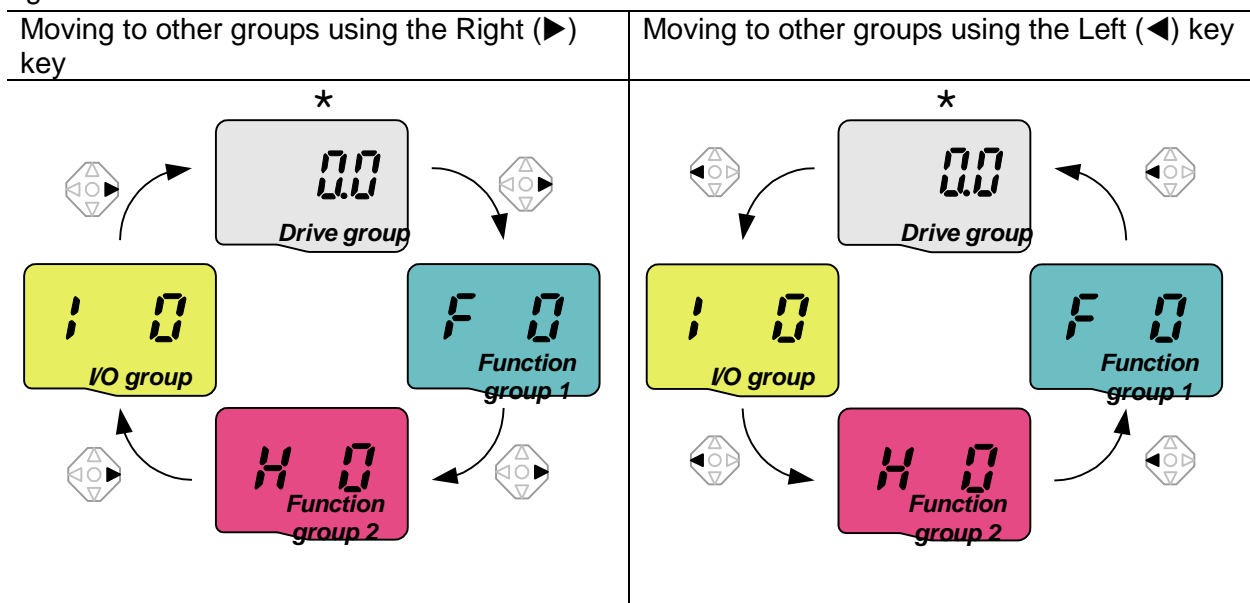 Moving to other groups using the Right (▶)
key
*
0.0
Drive group
I 0
I/O group
F 0
Function
group 1
H 0
Function
group 2
Moving to other groups using the Left (◀) key
*
0.0
Drive group
I 0
I/O group
F 0
Function
group 1
H 0
Function
group 2